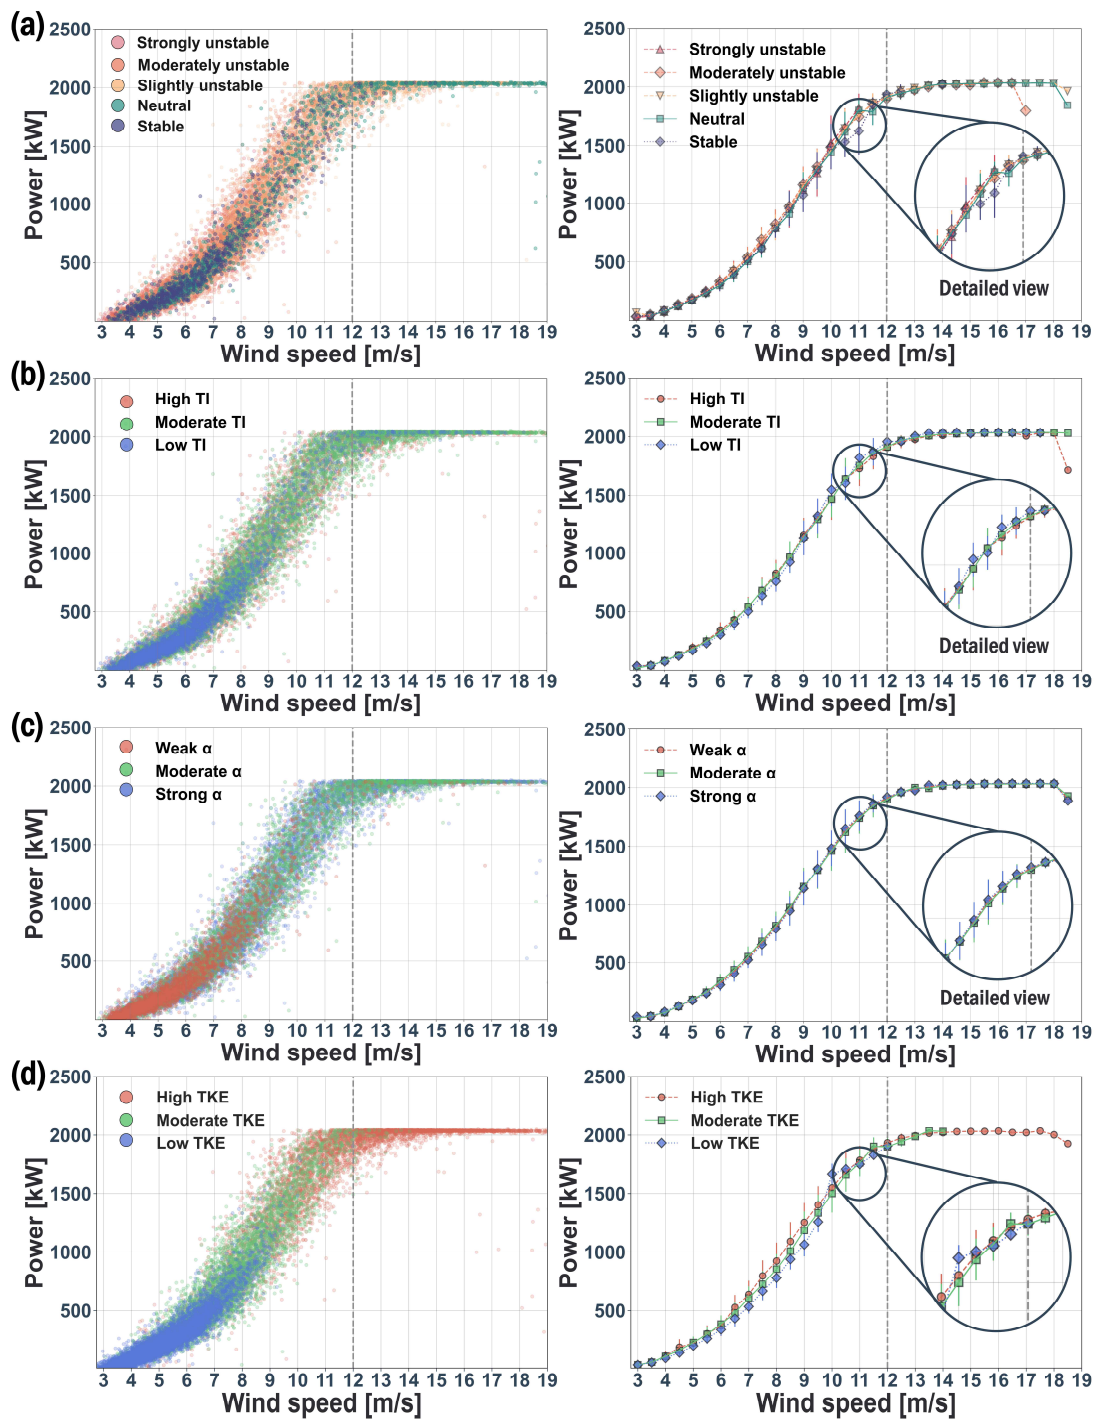 (a)
2500
2000
1500
1000
500
Power [kW]
Strongly unstable
Moderately unstable
Slightly unstable
Neutral
Stable
3 4 5 6 7 8 9 10 11 12 13 14 15 16 17 18 19
Wind speed [m/s]
2500
2000
1500
1000
500
Power [kW]
Strongly unstable
Moderately unstable
Slightly unstable
Neutral
Stable
Detailed view
3 4 5 6 7 8 9 10 11 12 13 14 15 16 17 18 19
Wind speed [m/s]
(b)
2500
2000
1500
1000
500
Power [kW]
High TI
Moderate TI
Low TI
3 4 5 6 7 8 9 10 11 12 13 14 15 16 17 18 19
Wind speed [m/s]
2500
2000
1500
1000
500
Power [kW]
High TI
Moderate TI
Low TI
Detailed view
3 4 5 6 7 8 9 10 11 12 13 14 15 16 17 18 19
Wind speed [m/s]
(c)
2500
2000
1500
1000
500
Power [kW]
Weak α
Moderate α
Strong α
3 4 5 6 7 8 9 10 11 12 13 14 15 16 17 18 19
Wind speed [m/s]
2500
2000
1500
1000
500
Power [kW]
Weak α
Moderate α
Strong α
Detailed view
3 4 5 6 7 8 9 10 11 12 13 14 15 16 17 18 19
Wind speed [m/s]
(d)
2500
2000
1500
1000
500
Power [kW]
High TKE
Moderate TKE
Low TKE
3 4 5 6 7 8 9 10 11 12 13 14 15 16 17 18 19
Wind speed [m/s]
2500
2000
1500
1000
500
Power [kW]
High TKE
Moderate TKE
Low TKE
Detailed view
3 4 5 6 7 8 9 10 11 12 13 14 15 16 17 18 19
Wind speed [m/s]